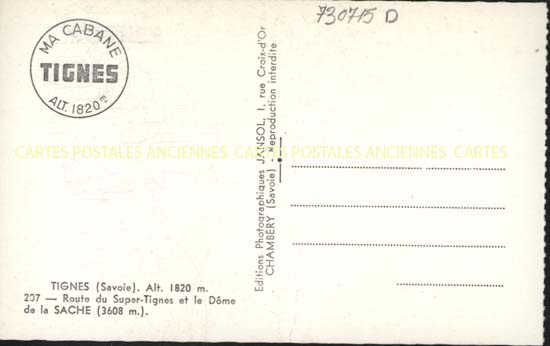 730715 D
MA CABANE
TIGNES
ALT. 1820 m
CARTES POSTALES ANCIENNES CARTES POSTALES ANCIENNES CARTES
Editions Photographiques JANSOL, 1, rue Croix-d'Or
CHAMBERY (Savoie) - Reproduction interdite
TIGNES (Savoie). Alt. 1820 m.
207 — Route du Super-Tignes et le Dôme
de la SACHE (3608 m.).